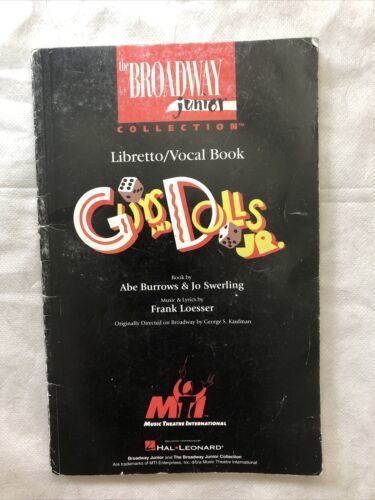 the BROADWAY
junior
COLLECTION™
Libretto/Vocal Book
GUYS AND DOLLS
JR.
Book by
Abe Burrows & Jo Swerling
Music & Lyrics by
Frank Loesser
Originally Directed on Broadway by George S. Kaufman
MTI
MUSIC THEATRE INTERNATIONAL
HAL•LEONARD®
Broadway Junior and The Broadway Junior Collection
Are trademarks of MTI Enterprises, Inc. d/b/a Music Theatre International